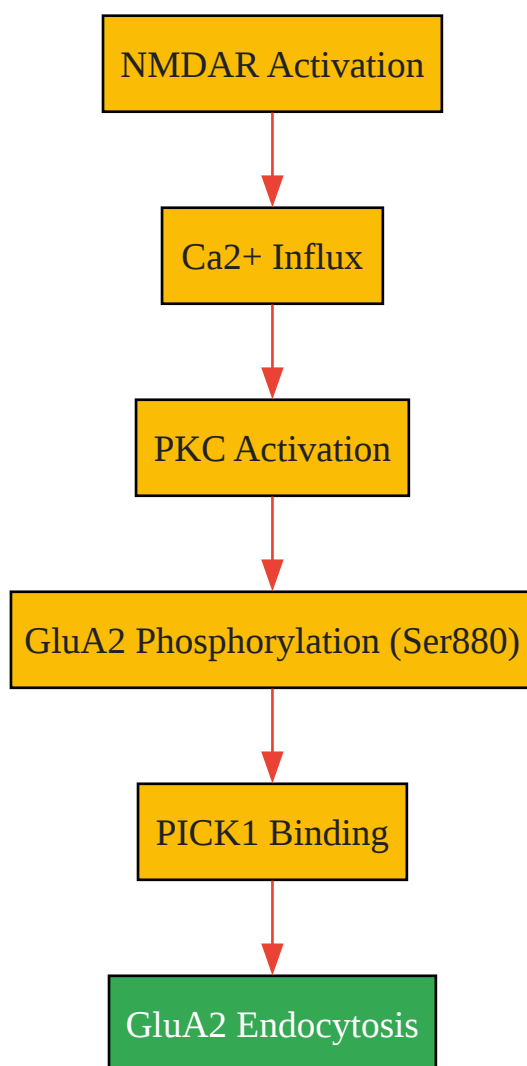 NMDAR Activation
Ca2+ Influx
PKC Activation
GluA2 Phosphorylation (Ser880)
PICK1 Binding
GluA2 Endocytosis